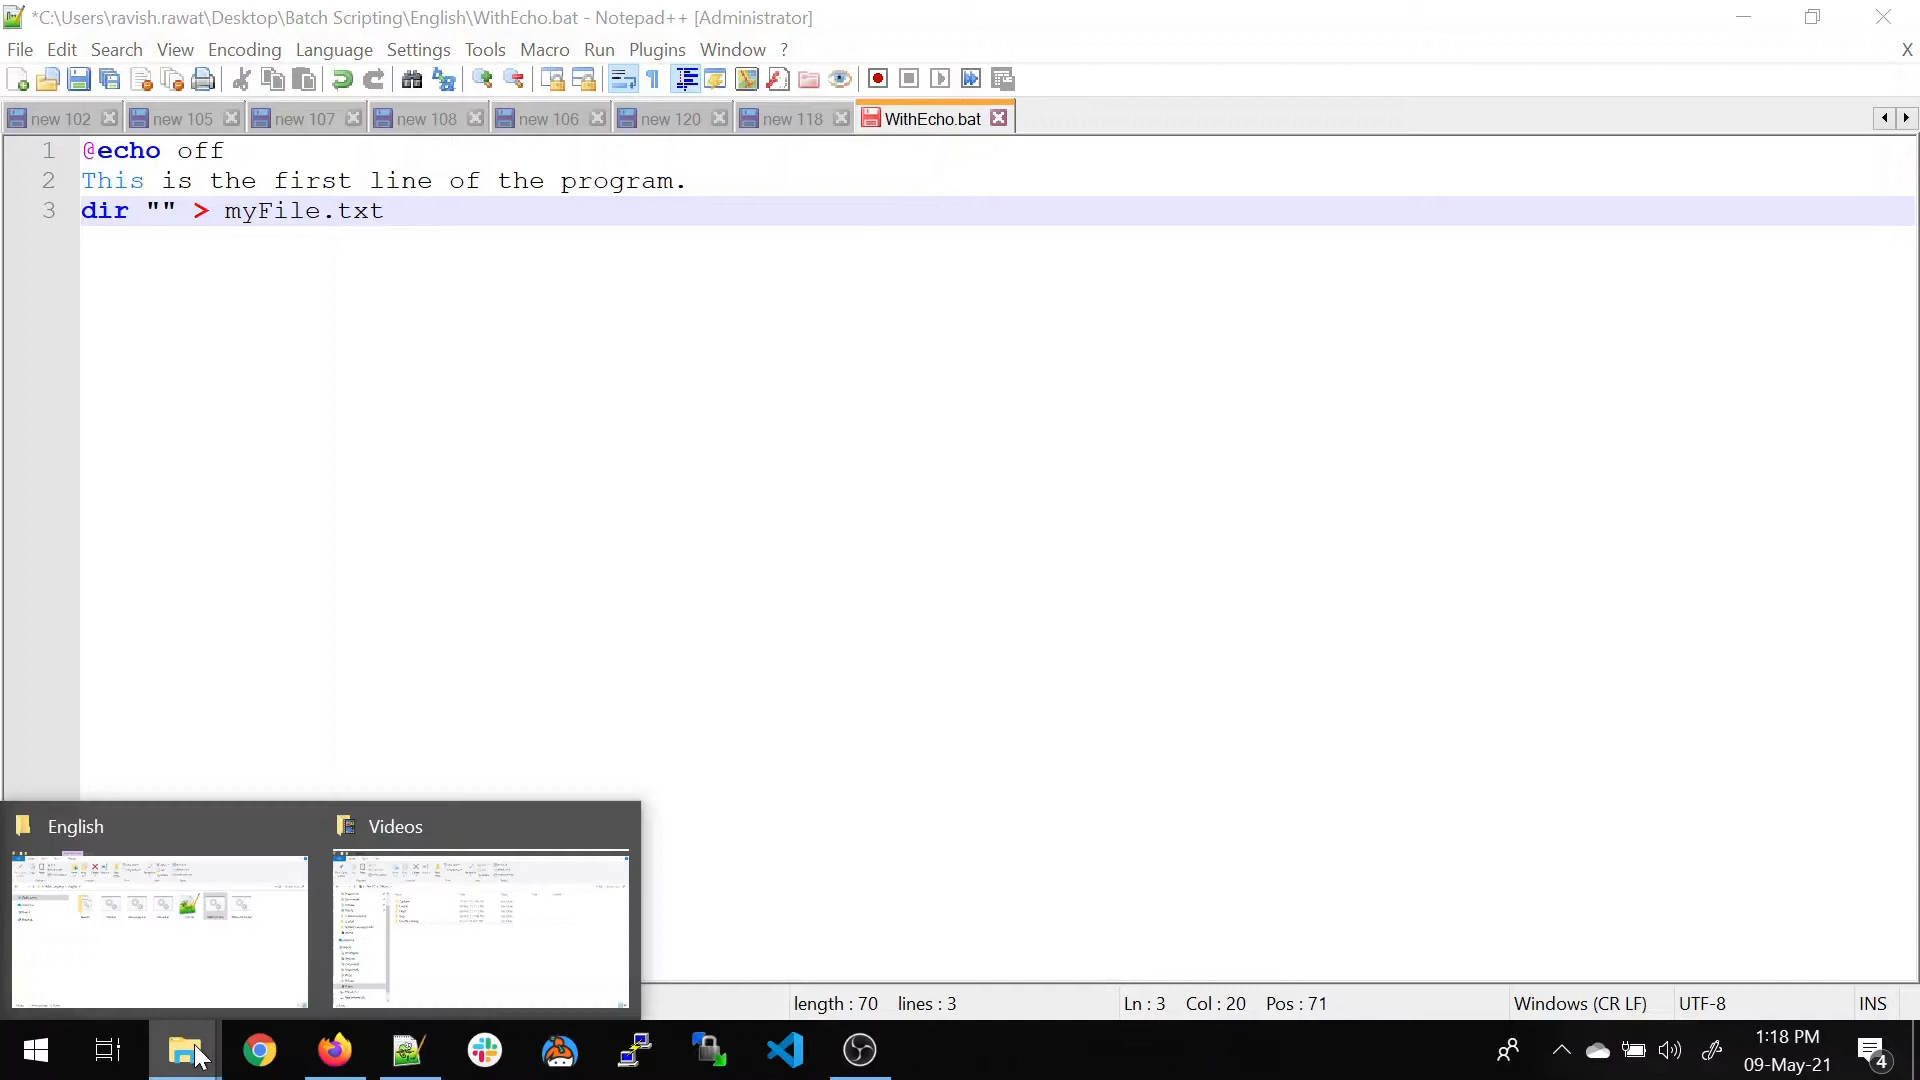 *C:\Users\ravish.rawat\Desktop\Batch Scripting\English\WithEcho.bat - Notepad++ [Administrator]
File Edit Search View Encoding Language Settings Tools Macro Run Plugins Window ? X
new 102 new 105 new 107 new 108 new 106 new 120 new 118 WithEcho.bat
1 @echo off
2 This is the first line of the program.
3 dir "" > myFile.txt
English Videos
length : 70 lines : 3 Ln : 3 Col : 20 Pos : 71 Windows (CR LF) UTF-8 INS
1:18 PM
09-May-21
4